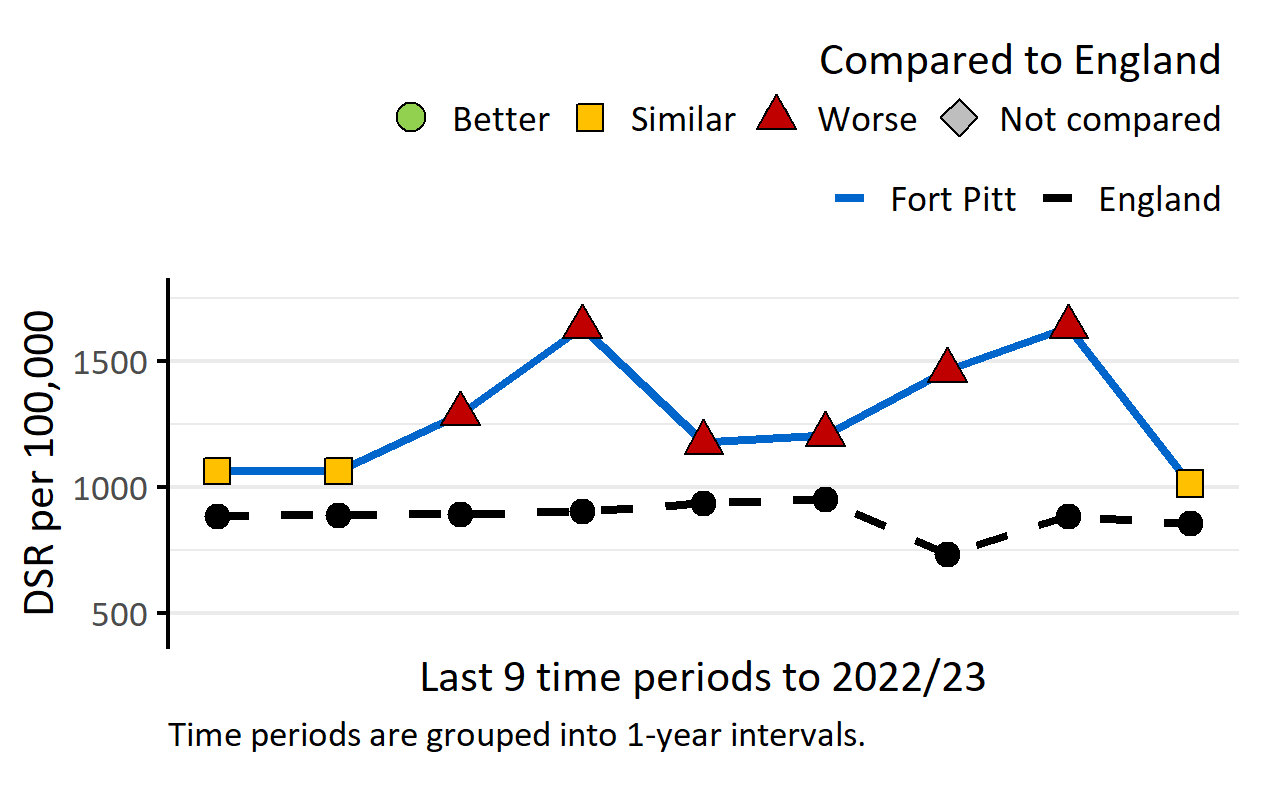 Compared to England
Better Similar Worse Not compared
Fort Pitt England
DSR per 100,000
1500
1000
500
Last 9 time periods to 2022/23
Time periods are grouped into 1-year intervals.